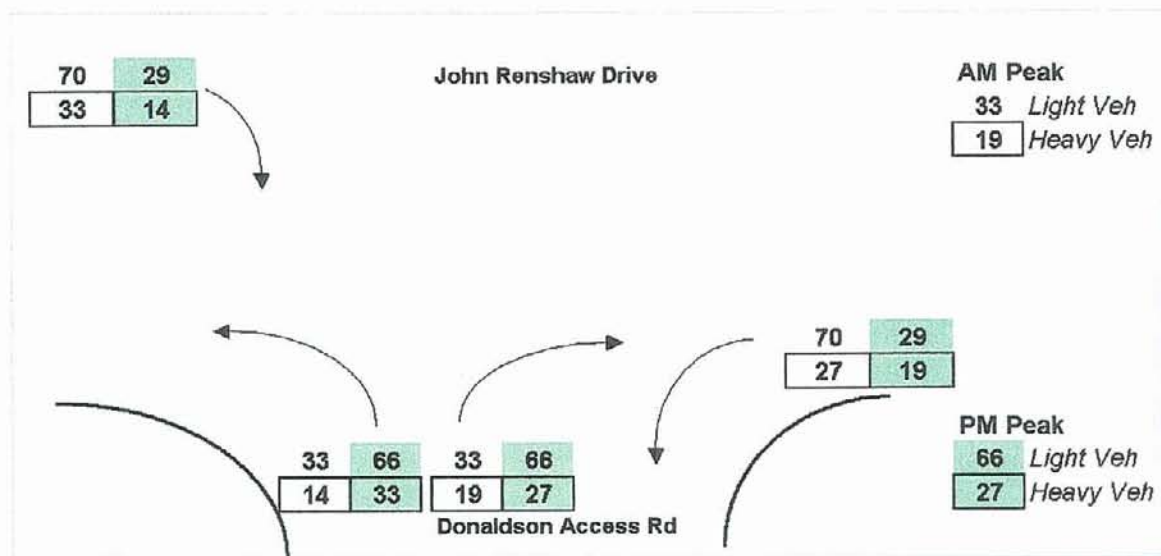 70 29
33 14
John Renshaw Drive
AM Peak
33 Light Veh
19 Heavy Veh
70 29
27 19
33 66 33 66
14 33 19 27
Donaldson Access Rd
PM Peak
66 Light Veh
27 Heavy Veh